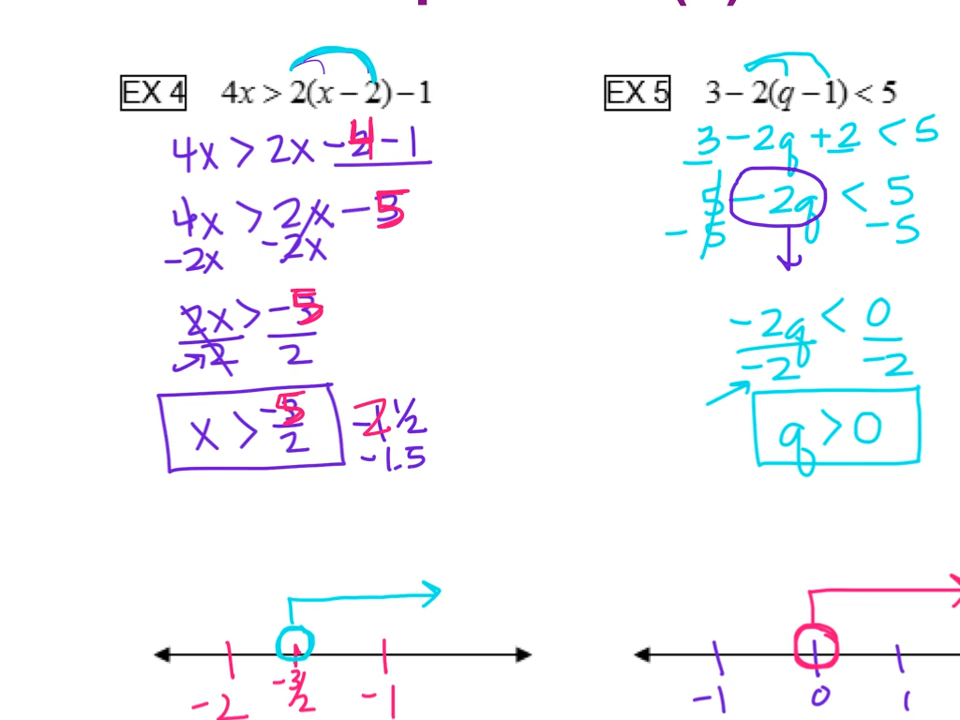 EX 4 4x > 2(x − 2) − 1
4x > 2x − 4 − 1
4x > 2x − 5
−2x −2x
2x > −5
2 2
x > −5/2 −2 1/2
−1.5
−2 −3/2 −1
EX 5 3 − 2(q − 1) < 5
3 − 2q + 2 < 5
5 − 2q < 5
−5 −5
−2q < 0
−2 −2
q > 0
−1 0 1